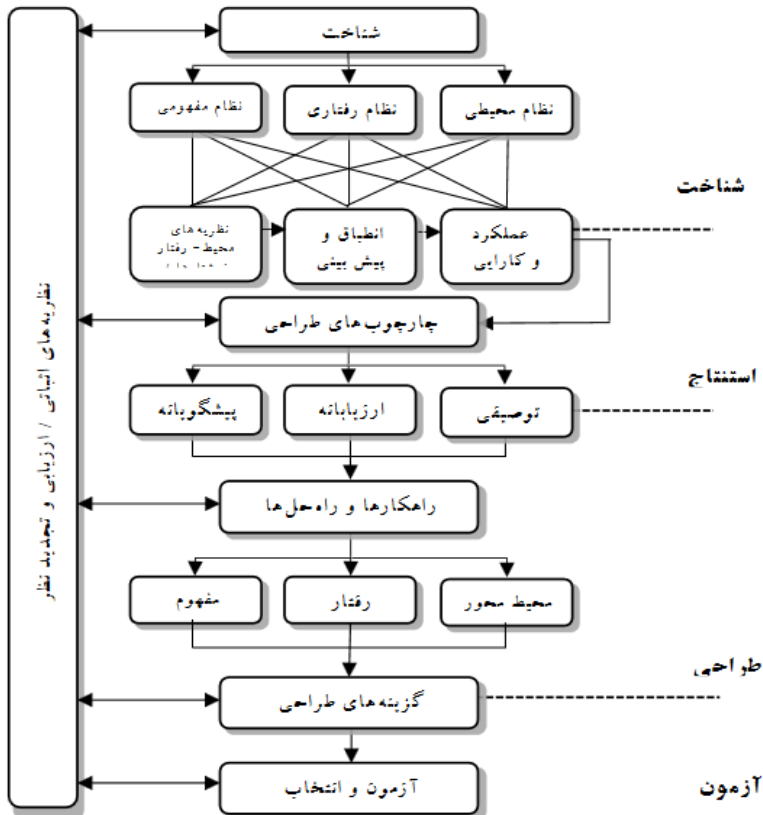 شناخت
نظام محیطی
نظام رفتاری
نظام مفهومی
شناخت
عملکرد
و کارایی
انطباق و
پیش بینی
نظریه‌های
محیط- رفتار
چارچوب‌های طراحی
استنتاج
توصیفی
ارزیابانه
پیشگویانه
راهکارها و راه‌حل‌ها
محیط محور
رفتار
مفهوم
طراحی
گزینه‌های طراحی
آزمون و انتخاب
آزمون
نظریه‌های اثباتی / ارزیابی و تجدید نظر